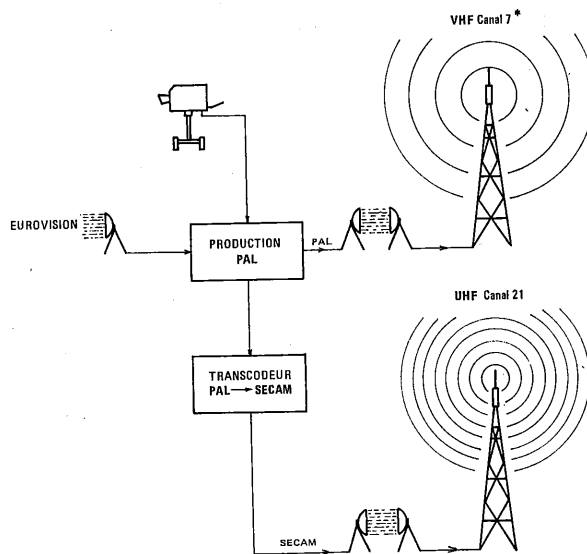 VHF Canal 7*
EUROVISION
PRODUCTION
PAL
PAL
UHF Canal 21
TRANSCODEUR
PAL → SECAM
SECAM